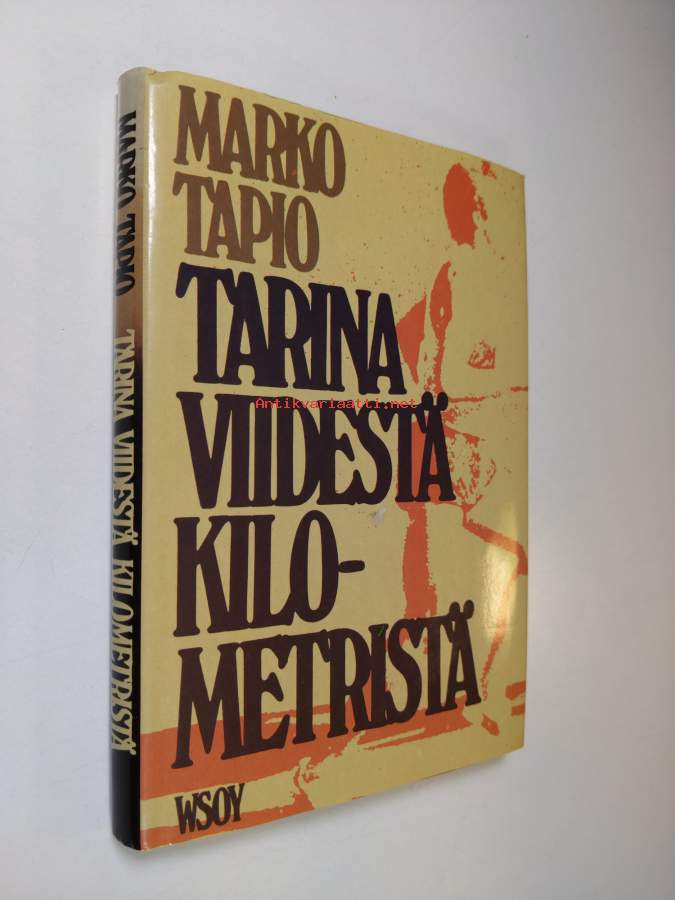 MARKO
TAPIO
TARINA
VIIDESTÄ
KILO-
METRISTÄ
WSOY
MARKO TAPIO TARINA VIIDESTÄ KILOMETRISTÄ
Antikvariaatti.net